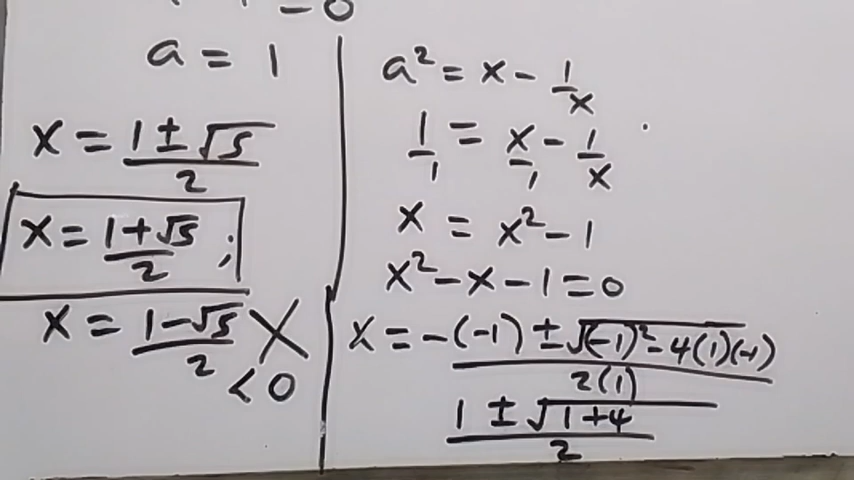 = 0
a = 1
x = (1 ± √5)/2
x = (1 + √5)/2 ;
x = (1 - √5)/2 X
< 0
a² = x - 1/x
1/1 = x/1 - 1/x
x = x² - 1
x² - x - 1 = 0
x = -(-1) ± √(-1)² - 4(1)(-1) / 2(1)
1 ± √1+4 / 2